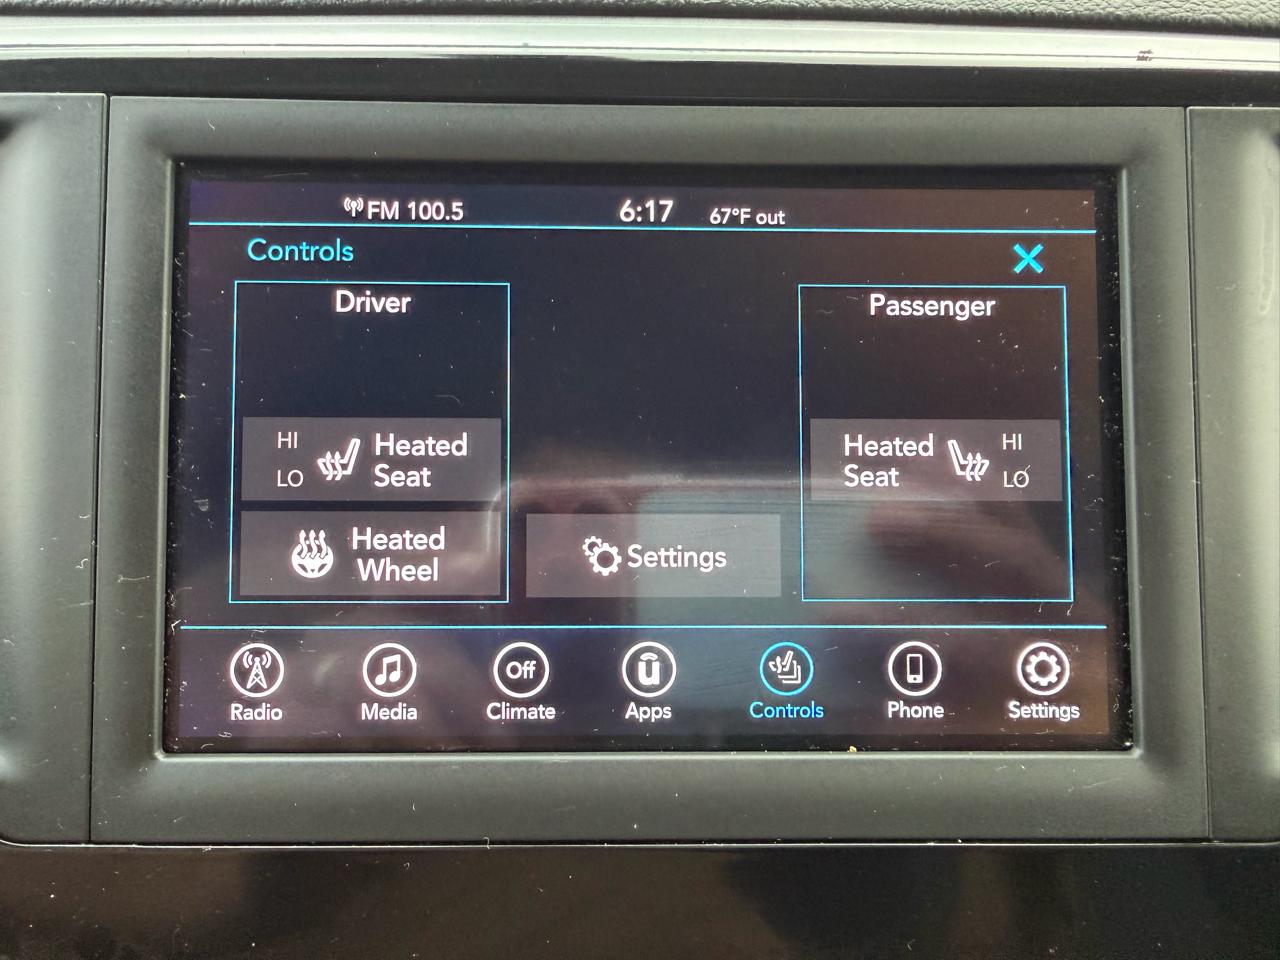 FM 100.5 6:17 67°F out
Controls
Driver
HI
LO
Heated
Seat
Heated
Wheel
Settings
Passenger
Heated
Seat
HI
LO
Radio Media Off Climate Apps Controls Phone Settings